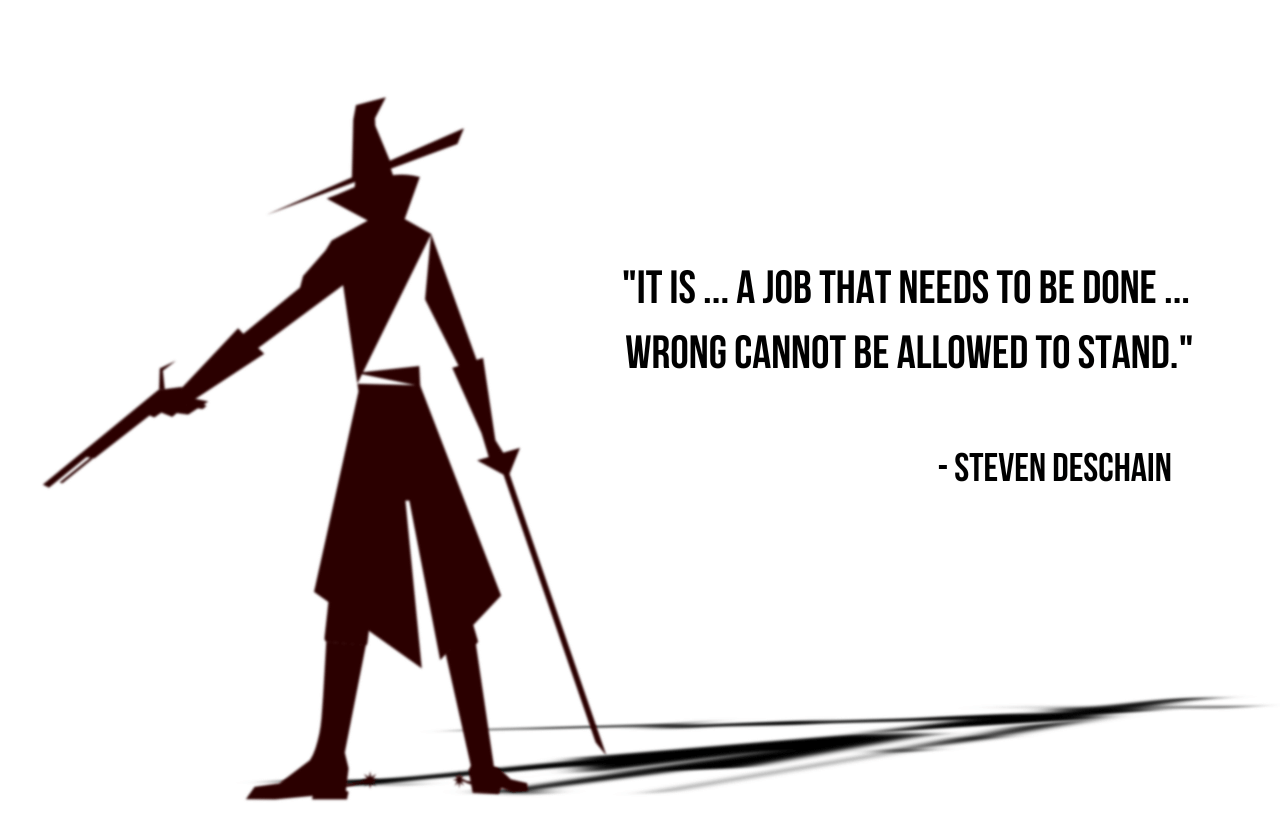 "IT IS ... A JOB THAT NEEDS TO BE DONE ...
WRONG CANNOT BE ALLOWED TO STAND."
- STEVEN DESCHAIN